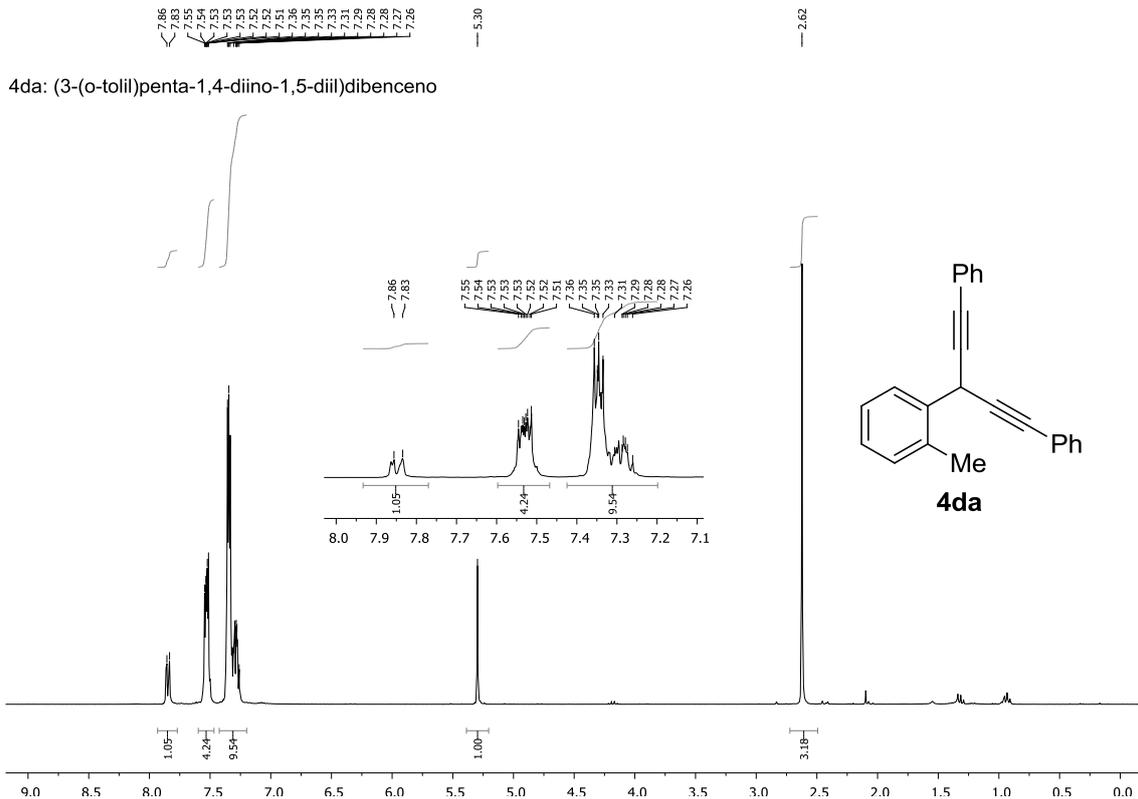 7.86 7.83 7.55 7.54 7.53 7.53 7.53 7.52 7.52 7.51 7.36 7.35 7.35 7.33 7.31 7.29 7.28 7.28 7.27 7.26 5.30 2.62
4da: (3-(o-tolil)penta-1,4-diino-1,5-diil)dibenceno
7.86 7.83 7.55 7.54 7.53 7.53 7.53 7.52 7.52 7.51 7.36 7.35 7.35 7.33 7.31 7.29 7.28 7.28 7.27 7.26
Ph
Ph
Me
4da
1.05 4.24 9.54
8.0 7.9 7.8 7.7 7.6 7.5 7.4 7.3 7.2 7.1
1.05 4.24 9.54 1.00 3.18
9.0 8.5 8.0 7.5 7.0 6.5 6.0 5.5 5.0 4.5 4.0 3.5 3.0 2.5 2.0 1.5 1.0 0.5 0.0